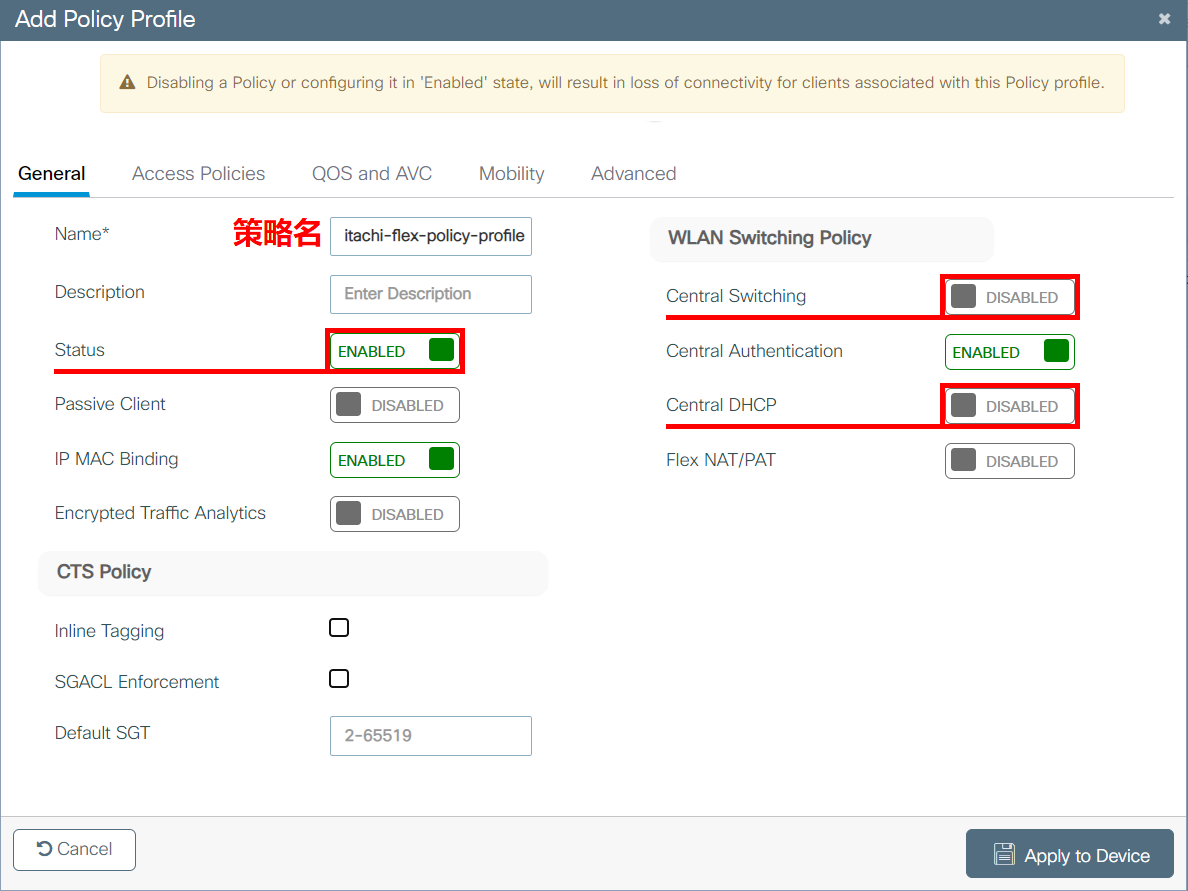 Add Policy Profile
Disabling a Policy or configuring it in 'Enabled' state, will result in loss of connectivity for clients associated with this Policy profile.
General Access Policies QOS and AVC Mobility Advanced
Name* 策略名 itachi-flex-policy-profile
Description Enter Description
Status ENABLED
Passive Client DISABLED
IP MAC Binding ENABLED
Encrypted Traffic Analytics DISABLED
CTS Policy
Inline Tagging
SGACL Enforcement
Default SGT 2-65519
WLAN Switching Policy
Central Switching DISABLED
Central Authentication ENABLED
Central DHCP DISABLED
Flex NAT/PAT DISABLED
Cancel Apply to Device